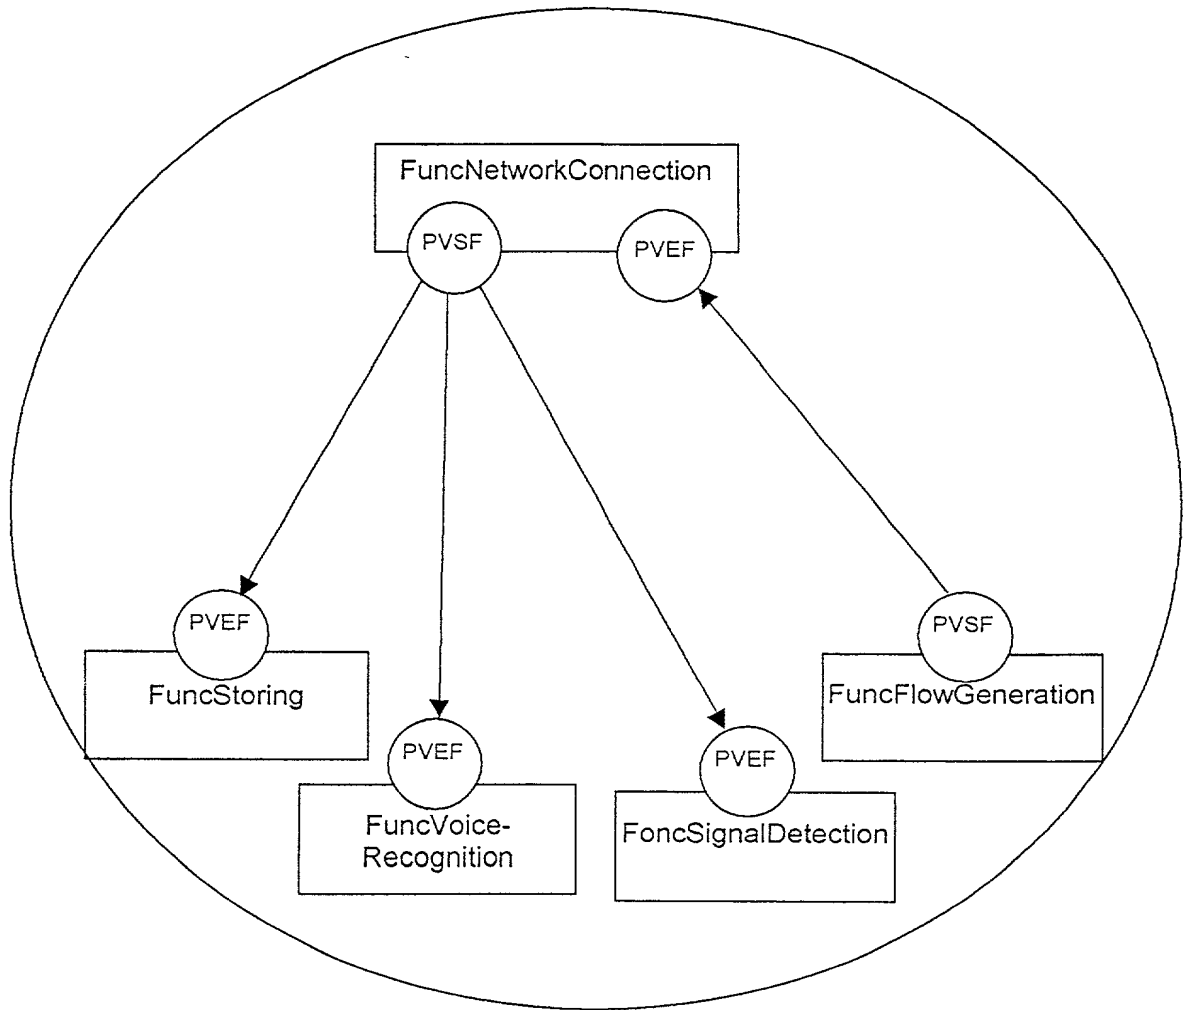 FuncNetworkConnection
PVSF
PVEF
PVEF
FuncStoring
PVSF
FuncFlowGeneration
PVEF
FuncVoice-
Recognition
PVEF
FoncSignalDetection